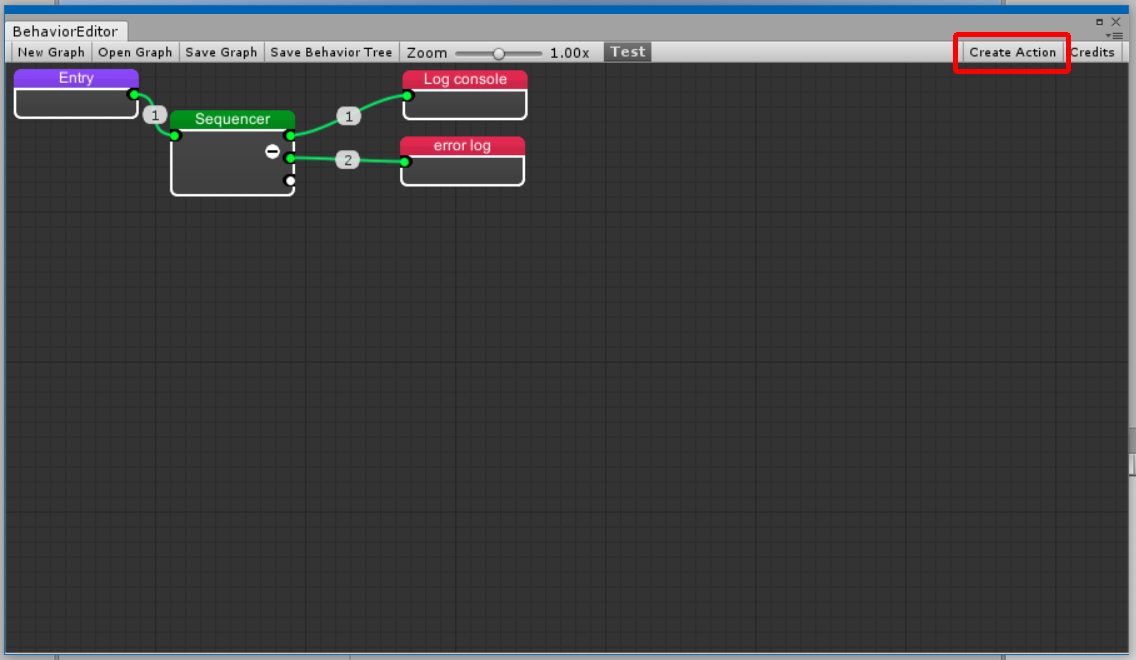 BehaviorEditor
New Graph Open Graph Save Graph Save Behavior Tree Zoom 1.00x Test Create Action Credits
Entry
Log console
1
1
Sequencer
error log
2